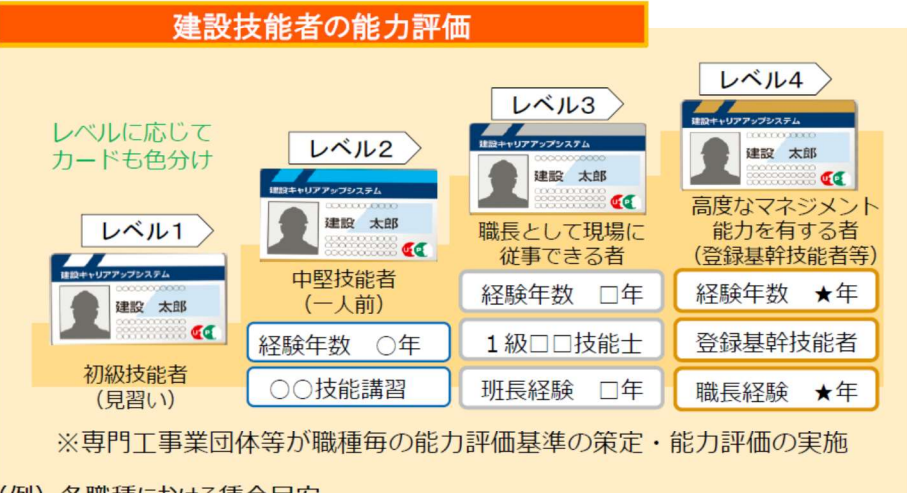 建設技能者の能力評価
レベルに応じて
カードも色分け
レベル1
建設キャリアアップシステム
建設 太郎
初級技能者
(見習い)
レベル2
建設キャリアアップシステム
建設 太郎
中堅技能者
(一人前)
経験年数 ○年
○○技能講習
レベル3
建設キャリアアップシステム
建設 太郎
職長として現場に
従事できる者
経験年数 □年
1級□□技能士
班長経験 □年
レベル4
建設キャリアアップシステム
建設 太郎
高度なマネジメント
能力を有する者
(登録基幹技能者等)
経験年数 ★年
登録基幹技能者
職長経験 ★年
※専門工事業団体等が職種毎の能力評価基準の策定・能力評価の実施
(例)各職種における賃金目安